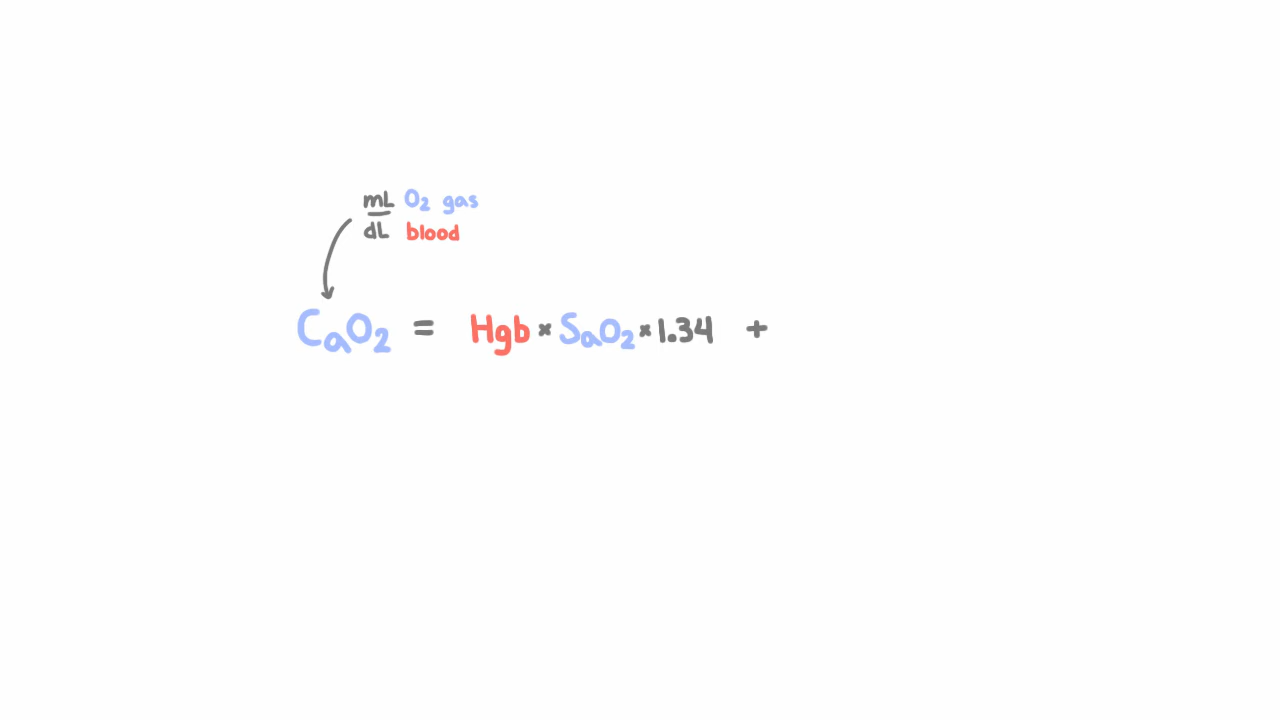 mL O₂ gas
dL blood
CaO₂ = Hgb × SaO₂ × 1.34 +